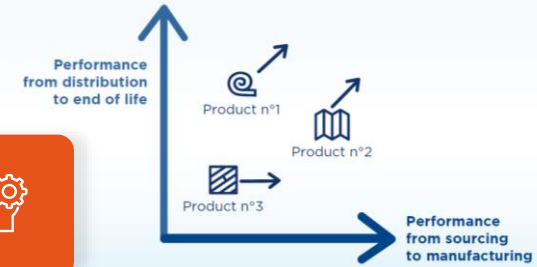 Performance
from distribution
to end of life
Product n°1
Product n°2
Product n°3
Performance
from sourcing
to manufacturing